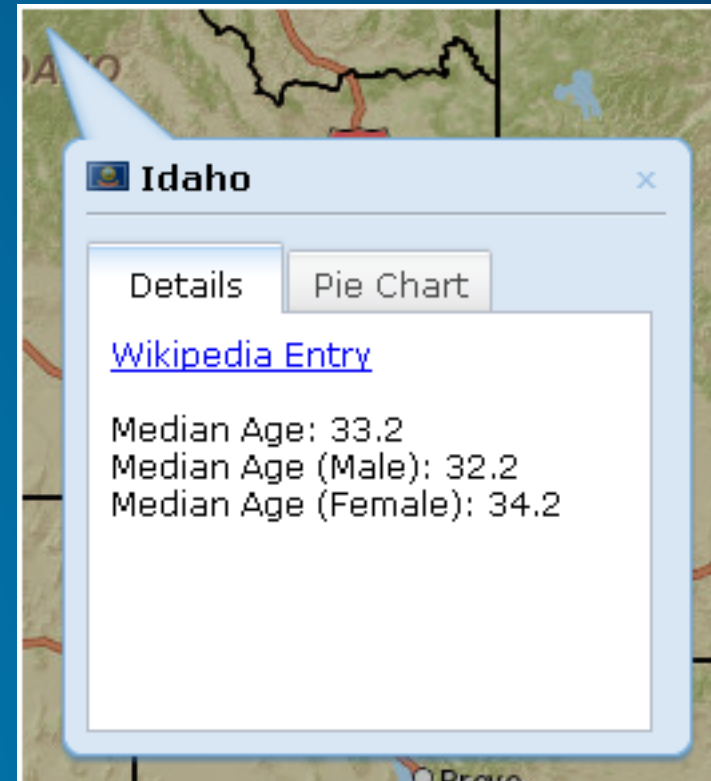 Idaho
x
Details
Pie Chart
Wikipedia Entry
Median Age: 33.2
Median Age (Male): 32.2
Median Age (Female): 34.2